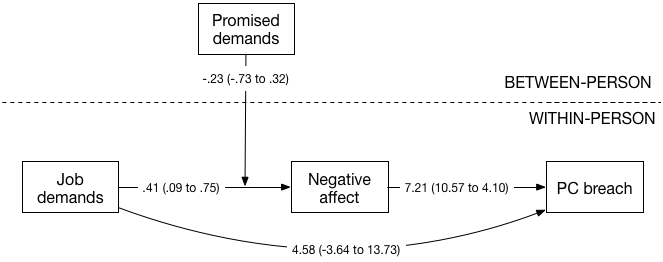 Promised
demands
-.23 (-.73 to .32)
BETWEEN-PERSON
WITHIN-PERSON
Job
demands
.41 (.09 to .75)
Negative
affect
7.21 (10.57 to 4.10)
PC breach
4.58 (-3.64 to 13.73)